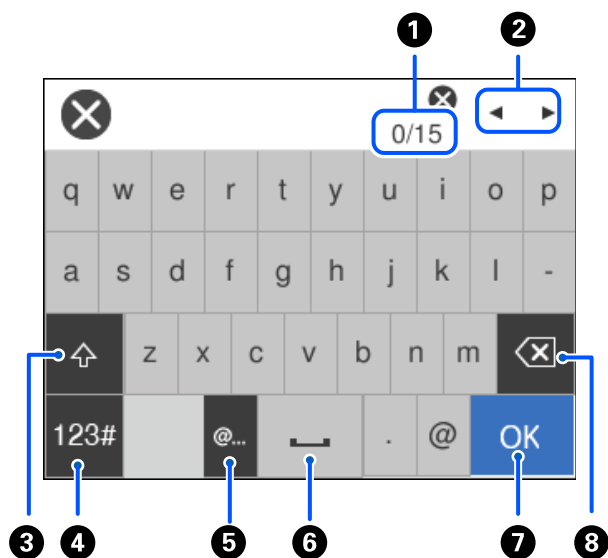 1 2
0/15
q w e r t y u i o p
a s d f g h j k l -
z x c v b n m
123# @... . @ OK
3 4 5 6 7 8